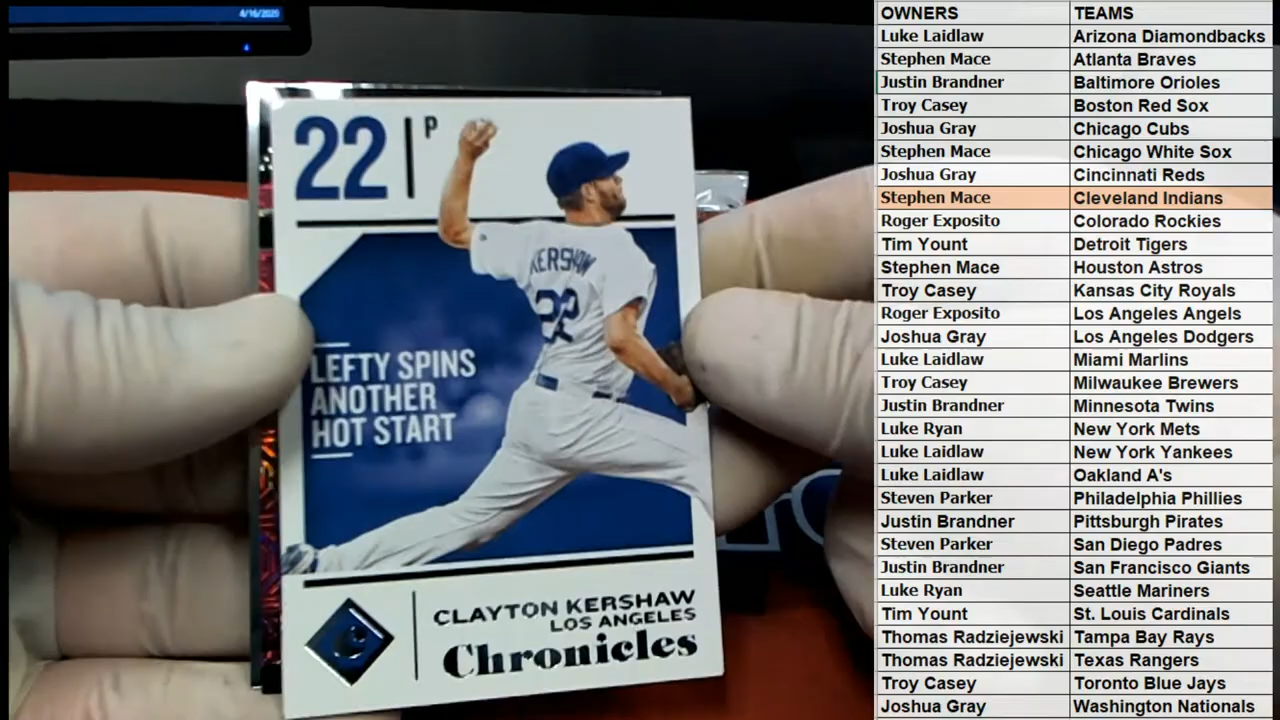 4/16/2020
22 P
KERSHAW
22
LEFTY SPINS
ANOTHER
HOT START
CLAYTON KERSHAW
LOS ANGELES
Chronicles
OWNERS TEAMS
Luke Laidlaw Arizona Diamondbacks
Stephen Mace Atlanta Braves
Justin Brandner Baltimore Orioles
Troy Casey Boston Red Sox
Joshua Gray Chicago Cubs
Stephen Mace Chicago White Sox
Joshua Gray Cincinnati Reds
Stephen Mace Cleveland Indians
Roger Exposito Colorado Rockies
Tim Yount Detroit Tigers
Stephen Mace Houston Astros
Troy Casey Kansas City Royals
Roger Exposito Los Angeles Angels
Joshua Gray Los Angeles Dodgers
Luke Laidlaw Miami Marlins
Troy Casey Milwaukee Brewers
Justin Brandner Minnesota Twins
Luke Ryan New York Mets
Luke Laidlaw New York Yankees
Luke Laidlaw Oakland A's
Steven Parker Philadelphia Phillies
Justin Brandner Pittsburgh Pirates
Steven Parker San Diego Padres
Justin Brandner San Francisco Giants
Luke Ryan Seattle Mariners
Tim Yount St. Louis Cardinals
Thomas Radziejewski Tampa Bay Rays
Thomas Radziejewski Texas Rangers
Troy Casey Toronto Blue Jays
Joshua Gray Washington Nationals